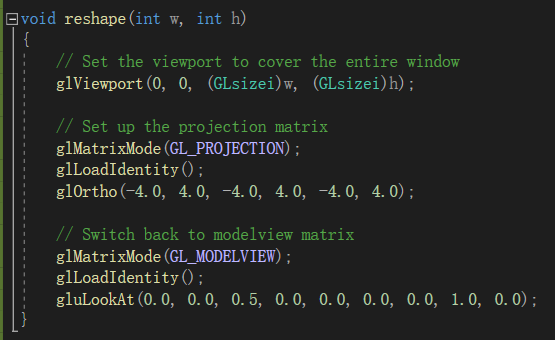 void reshape(int w, int h)
{
// Set the viewport to cover the entire window
glViewport(0, 0, (GLsizei)w, (GLsizei)h);
// Set up the projection matrix
glMatrixMode(GL_PROJECTION);
glLoadIdentity();
glOrtho(-4.0, 4.0, -4.0, 4.0, -4.0, 4.0);
// Switch back to modelview matrix
glMatrixMode(GL_MODELVIEW);
glLoadIdentity();
gluLookAt(0.0, 0.0, 0.5, 0.0, 0.0, 0.0, 0.0, 1.0, 0.0);
}